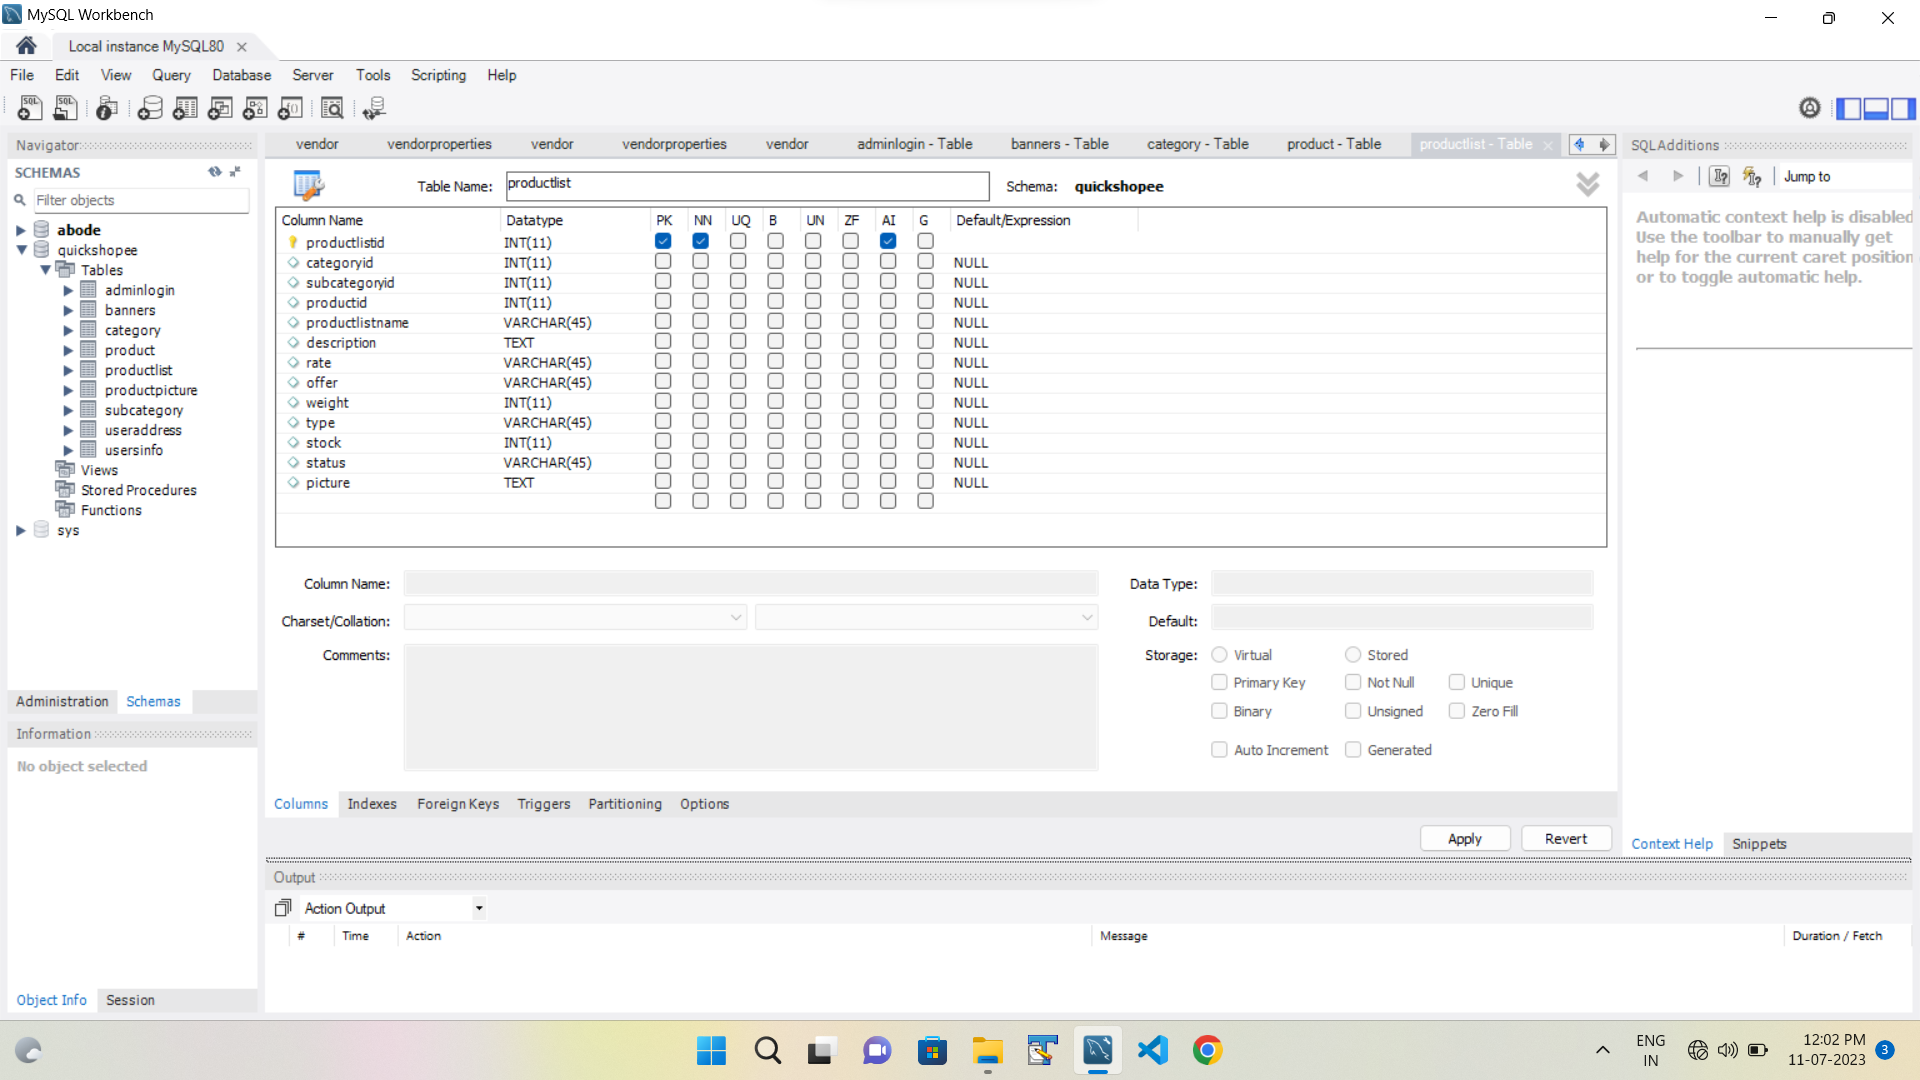 MySQL Workbench
Local instance MySQL80
File Edit View Query Database Server Tools Scripting Help
Navigator
SCHEMAS
Filter objects
abode
quickshopee
Tables
adminlogin
banners
category
product
productlist
productpicture
subcategory
useraddress
usersinfo
Views
Stored Procedures
Functions
sys
Administration Schemas
Information
No object selected
Object Info Session
vendor vendorproperties vendor vendorproperties vendor adminlogin - Table banners - Table category - Table product - Table productlist - Table
Table Name: productlist Schema: quickshopee
Column Name Datatype PK NN UQ B UN ZF AI G Default/Expression
productlistid INT(11)
categoryid INT(11) NULL
subcategoryid INT(11) NULL
productid INT(11) NULL
productlistname VARCHAR(45) NULL
description TEXT NULL
rate VARCHAR(45) NULL
offer VARCHAR(45) NULL
weight INT(11) NULL
type VARCHAR(45) NULL
stock INT(11) NULL
status VARCHAR(45) NULL
picture TEXT NULL
Column Name: Data Type:
Charset/Collation: Default:
Comments: Storage: Virtual Stored
Primary Key Not Null Unique
Binary Unsigned Zero Fill
Auto Increment Generated
Columns Indexes Foreign Keys Triggers Partitioning Options
Apply Revert
Output
Action Output
# Time Action Message Duration / Fetch
SQLAdditions
Jump to
Automatic context help is disabled
Use the toolbar to manually get
help for the current caret position
or to toggle automatic help.
Context Help Snippets
ENG
IN
12:02 PM
11-07-2023
3